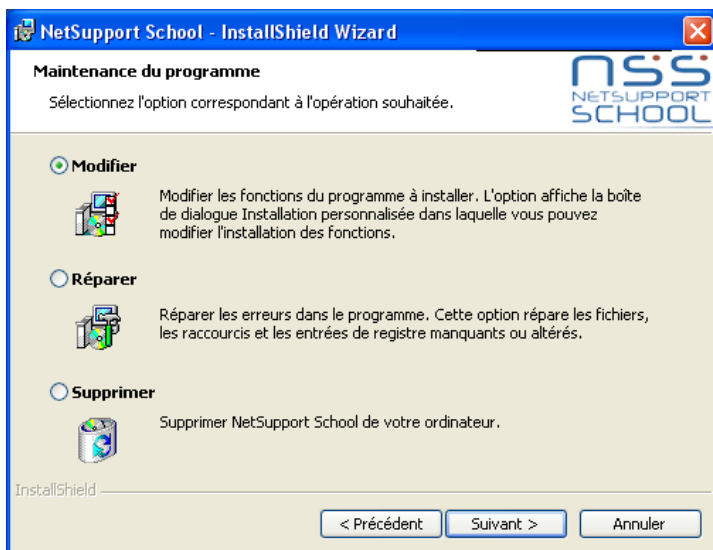 NetSupport School - InstallShield Wizard
Maintenance du programme
Sélectionnez l'option correspondant à l'opération souhaitée.
nss
NETSUPPORT
SCHOOL
Modifier
Modifier les fonctions du programme à installer. L'option affiche la boîte
de dialogue Installation personnalisée dans laquelle vous pouvez
modifier l'installation des fonctions.
Réparer
Réparer les erreurs dans le programme. Cette option répare les fichiers,
les raccourcis et les entrées de registre manquants ou altérés.
Supprimer
Supprimer NetSupport School de votre ordinateur.
InstallShield
< Précédent
Suivant >
Annuler